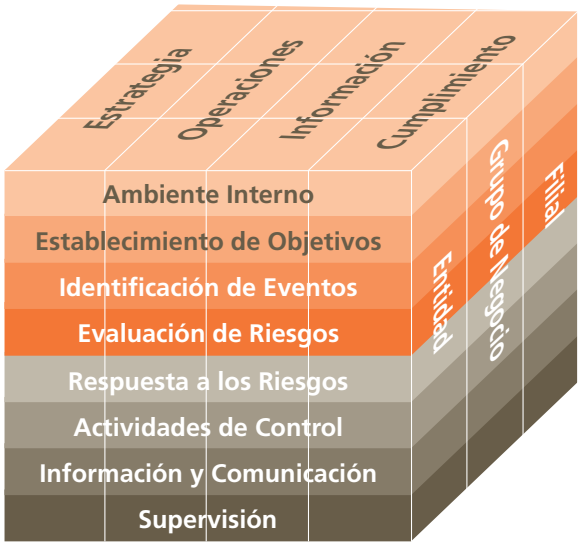 Estrategia
Operaciones
Información
Cumplimiento
Ambiente Interno
Establecimiento de Objetivos
Identificación de Eventos
Evaluación de Riesgos
Respuesta a los Riesgos
Actividades de Control
Información y Comunicación
Supervisión
Entidad
Grupo de Negocio
Filial